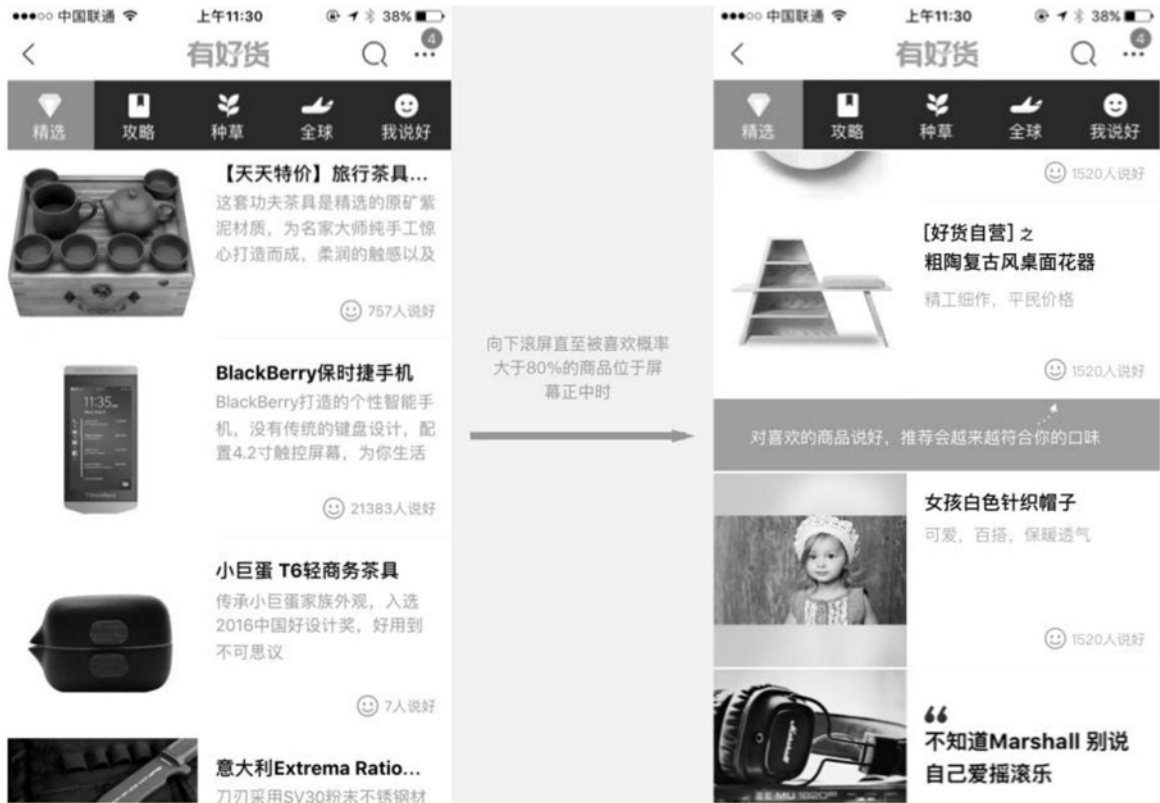 中国联通
上午11:30
38%
4
有好货
精选
攻略
种草
全球
我说好
【天天特价】旅行茶具...
这套功夫茶具是精选的原矿紫
泥材质，为名家大师纯手工惊
心打造而成，柔润的触感以及
757人说好
BlackBerry保时捷手机
BlackBerry打造的个性智能手
机，没有传统的键盘设计，配
置4.2寸触控屏幕，为你生活
11:35
21383人说好
小巨蛋 T6轻商务茶具
传承小巨蛋家族外观，入选
2016中国好设计奖，好用到
不可思议
7人说好
意大利Extrema Ratio...
刀刃采用SV30粉末不锈钢材
向下滚屏直至被喜欢概率
大于80%的商品位于屏
幕正中时
中国联通
上午11:30
38%
4
有好货
精选
攻略
种草
全球
我说好
1520人说好
[好货自营] 之
粗陶复古风桌面花器
精工细作，平民价格
1520人说好
对喜欢的商品说好，推荐会越来越符合你的口味
女孩白色针织帽子
可爱，百搭，保暖透气
1520人说好
“
不知道Marshall 别说
自己爱摇滚乐
Marshall